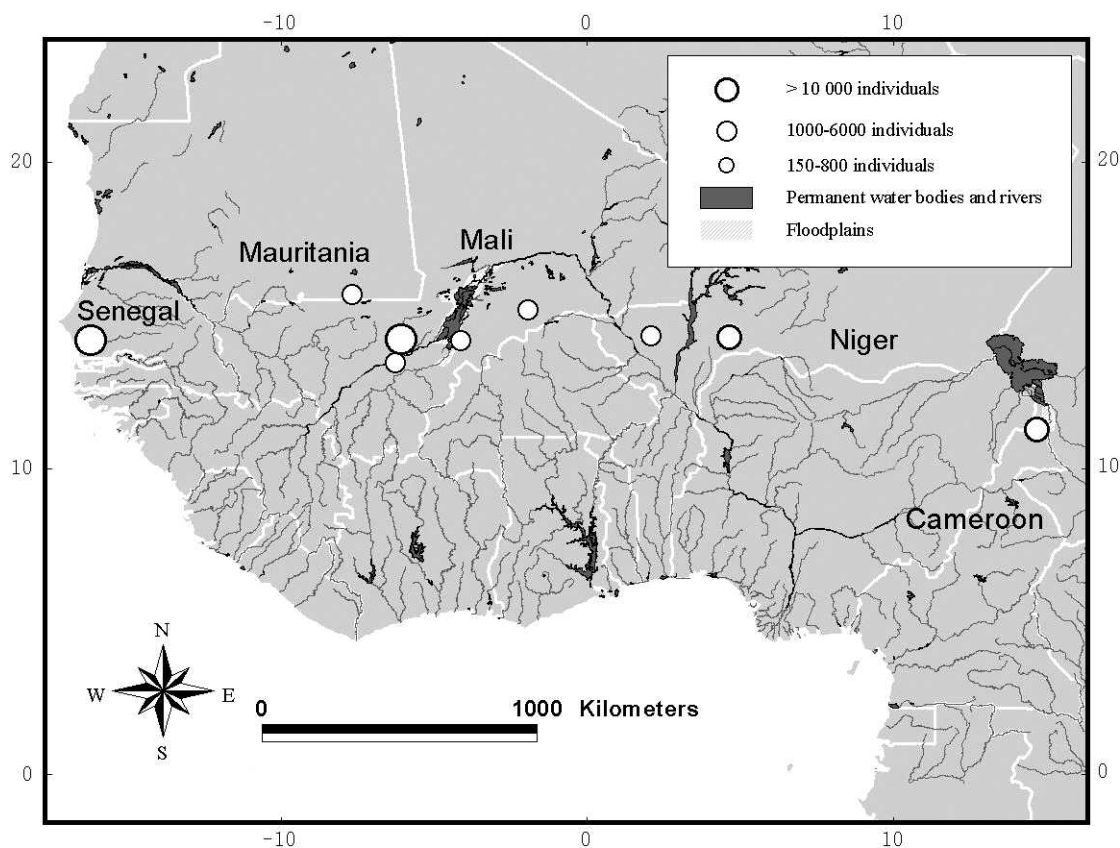 -10 0 10
> 10 000 individuals
1000-6000 individuals
150-800 individuals
Permanent water bodies and rivers
Floodplains
20 20
Mauritania Mali
Senegal
Niger
10 10
Cameroon
N
W E
S
0 1000 Kilometers
0 0
-10 0 10